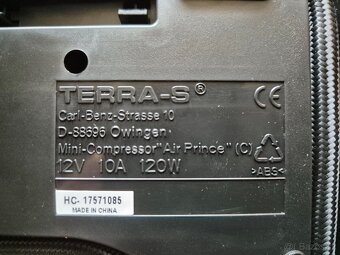 TERRA-S®
CE
Carl-Benz-Strasse 10
D-88696 Owingen
Mini-Compressor "Air Prince" (C)
12V 10A 120W
>ABS<
HC- 17571085
MADE IN CHINA